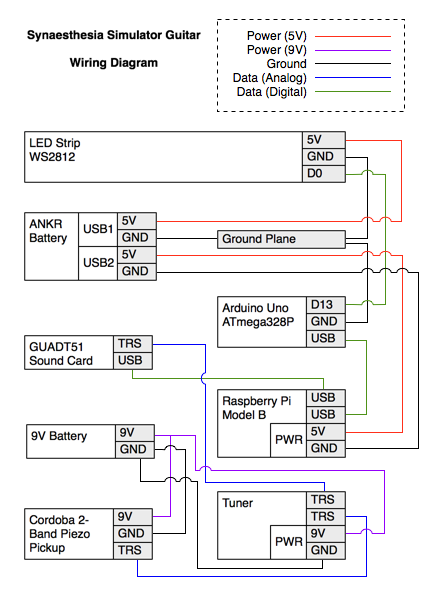 Synaesthesia Simulator Guitar
Wiring Diagram
Power (5V)
Power (9V)
Ground
Data (Analog)
Data (Digital)
LED Strip
WS2812
5V
GND
D0
ANKR
Battery
USB1
5V
GND
USB2
5V
GND
Ground Plane
Arduino Uno
ATmega328P
D13
GND
USB
GUADT51
Sound Card
TRS
USB
Raspberry Pi
Model B
USB
USB
PWR
5V
GND
9V Battery
9V
GND
Tuner
TRS
TRS
PWR
9V
GND
Cordoba 2-
Band Piezo
Pickup
9V
GND
TRS